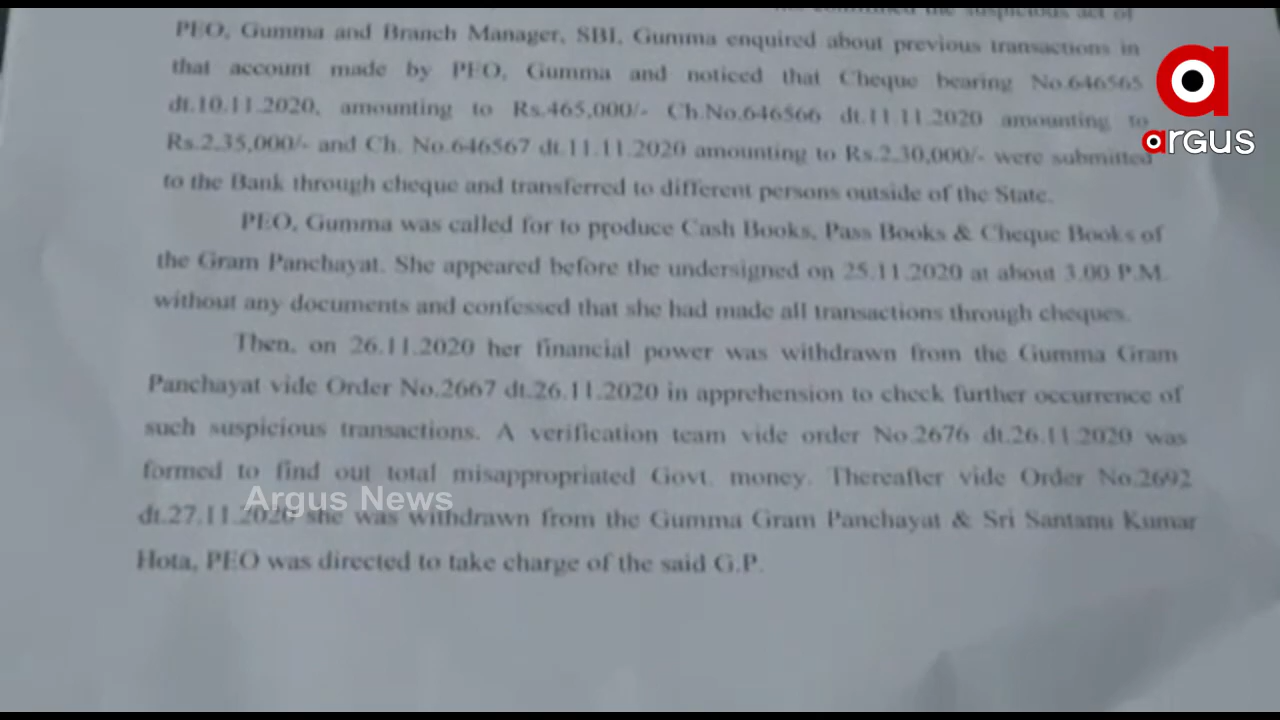 the suspicious act of
PEO, Gumma and Branch Manager, SBI, Gumma enquired about previous transactions in
that account made by PEO, Gumma and noticed that Cheque bearing No.646565
dt.10.11.2020, amounting to Rs.465,000/- Ch.No.646566 dt.11.11.2020 amounting to
Rs.2,35,000/- and Ch. No.646567 dt.11.11.2020 amounting to Rs.2,30,000/- were submitted
to the Bank through cheque and transferred to different persons outside of the State.
PEO, Gumma was called for to produce Cash Books, Pass Books & Cheque Books of
the Gram Panchayat. She appeared before the undersigned on 25.11.2020 at about 3.00 P.M.
without any documents and confessed that she had made all transactions through cheques.
Then, on 26.11.2020 her financial power was withdrawn from the Gumma Gram
Panchayat vide Order No.2667 dt.26.11.2020 in apprehension to check further occurrence of
such suspicious transactions. A verification team vide order No.2676 dt.26.11.2020 was
formed to find out total misappropriated Govt. money. Thereafter vide Order No.2692
dt.27.11.2020 she was withdrawn from the Gumma Gram Panchayat & Sri Santanu Kumar
Hota, PEO was directed to take charge of the said G.P.
argus
Argus News